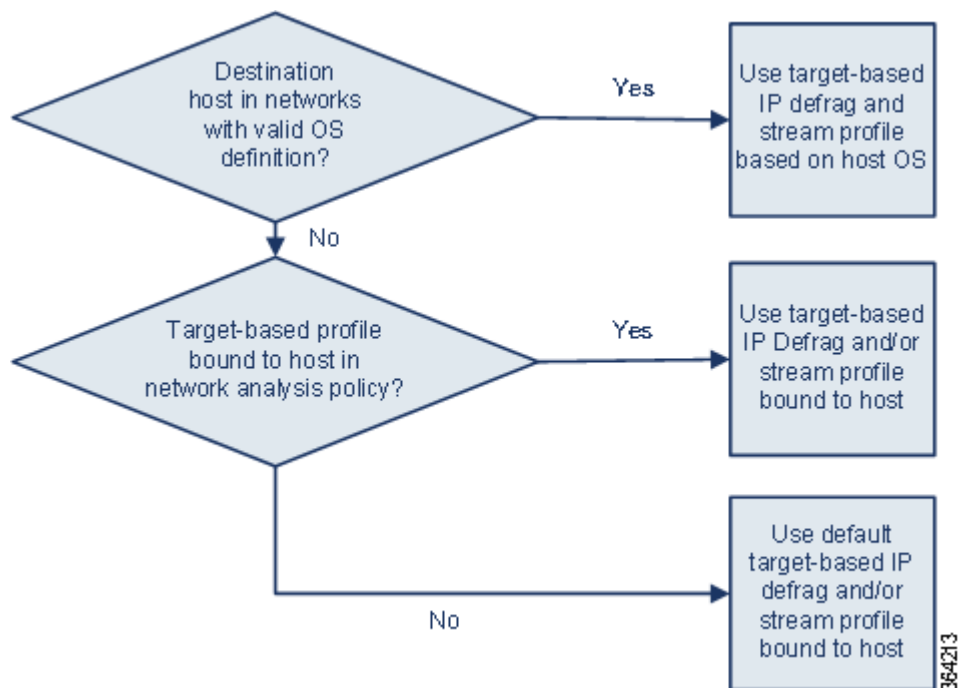 Destination
host in networks
with valid OS
definition?
Yes
Use target-based
IP defrag and
stream profile
based on host OS
No
Target-based profile
bound to host in
network analysis policy?
Yes
Use target-based
IP Defrag and/or
stream profile
bound to host
No
Use default
target-based IP
defrag and/or
stream profile
bound to host
364213